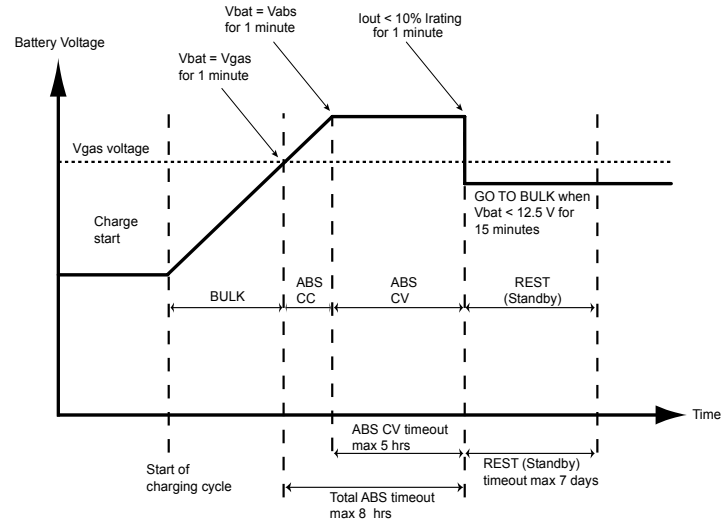 Vbat = Vabs
for 1 minute
Iout < 10% Irating
for 1 minute
Battery Voltage
Vbat = Vgas
for 1 minute
Vgas voltage
Charge
start
GO TO BULK when
Vbat < 12.5 V for
15 minutes
BULK
ABS
CC
ABS
CV
REST
(Standby)
Time
ABS CV timeout
max 5 hrs
Start of
charging cycle
REST (Standby)
timeout max 7 days
Total ABS timeout
max 8 hrs